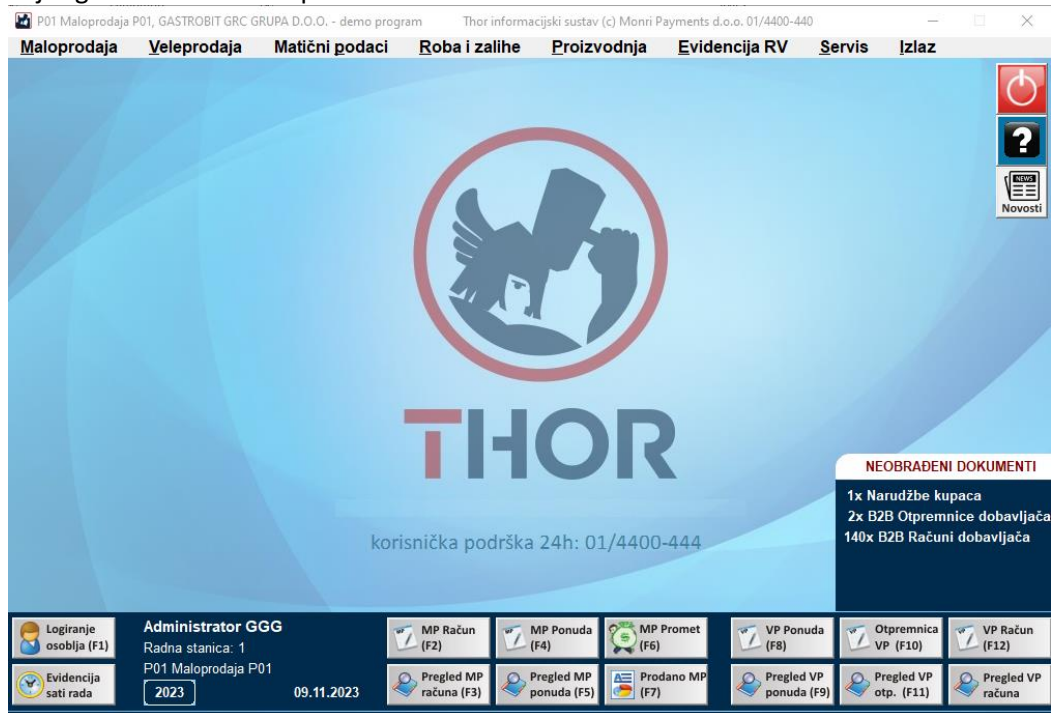 P01 Maloprodaja P01, GASTROBIT GRC GRUPA D.O.O. - demo program Thor informacijski sustav (c) Monri Payments d.o.o. 01/4400-440
Maloprodaja Veleprodaja Matični podaci Roba i zalihe Proizvodnja Evidencija RV Servis Izlaz
?
NEWS
Novosti
THOR
korisnička podrška 24h: 01/4400-444
NEOBRAĐENI DOKUMENTI
1x Narudžbe kupaca
2x B2B Otpremnice dobavljača
140x B2B Računi dobavljača
Logiranje
osoblja (F1)
Evidencija
sati rada
Administrator GGG
Radna stanica: 1
P01 Maloprodaja P01
2023 09.11.2023
MP Račun
(F2)
MP Ponuda
(F4)
MP Promet
(F6)
VP Ponuda
(F8)
Otpremnica
VP (F10)
VP Račun
(F12)
Pregled MP
računa (F3)
Pregled MP
ponuda (F5)
Prodano MP
(F7)
Pregled VP
ponuda (F9)
Pregled VP
otp. (F11)
Pregled VP
računa